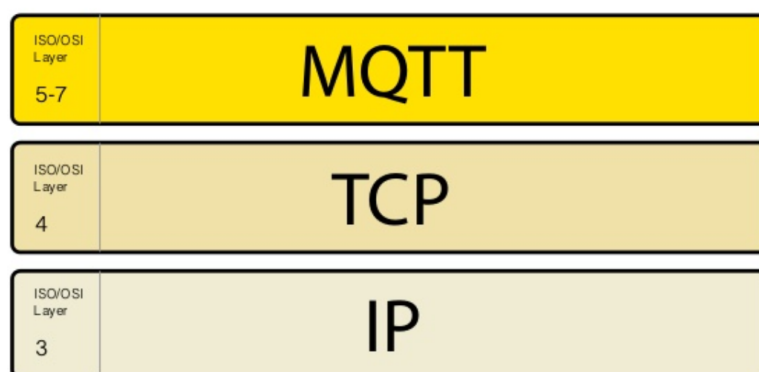 ISO/OSI
Layer
5-7
MQTT
ISO/OSI
Layer
4
TCP
ISO/OSI
Layer
3
IP